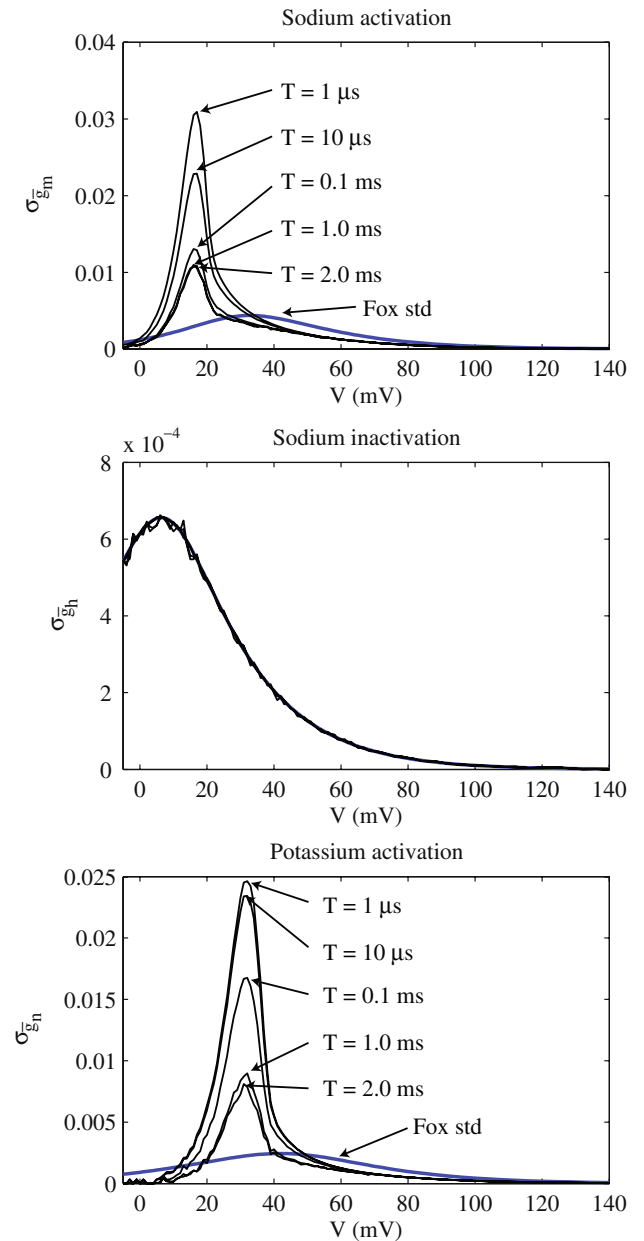 Sodium activation
0.04
0.03
0.02
0.01
0
σḡm
T = 1 μs
T = 10 μs
T = 0.1 ms
T = 1.0 ms
T = 2.0 ms
Fox std
0 20 40 60 80 100 120 140
V (mV)
x 10⁻⁴
Sodium inactivation
8
6
4
2
0
σḡh
0 20 40 60 80 100 120 140
V (mV)
Potassium activation
0.025
0.02
0.015
0.01
0.005
0
σḡn
T = 1 μs
T = 10 μs
T = 0.1 ms
T = 1.0 ms
T = 2.0 ms
Fox std
0 20 40 60 80 100 120 140
V (mV)